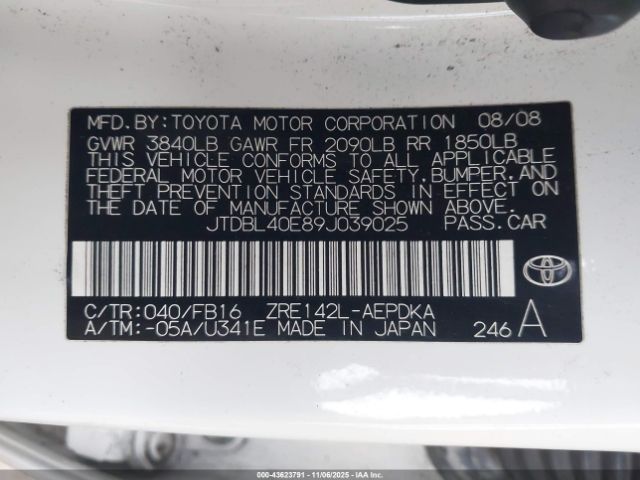 MFD.BY:TOYOTA MOTOR CORPORATION 08/08
GVWR 3840LB GAWR FR 2090LB RR 1850LB
THIS VEHICLE CONFORMS TO ALL APPLICABLE
FEDERAL MOTOR VEHICLE SAFETY,BUMPER,AND
THEFT PREVENTION STANDARDS IN EFFECT ON
THE DATE OF MANUFACTURE SHOWN ABOVE.
JTDBL40E89J039025 PASS.CAR
C/TR:040/FB16 ZRE142L-AEPDKA
A/TM:-05A/U341E MADE IN JAPAN 246 A
000-43623791 - 11/06/2025 - IAAI.COM